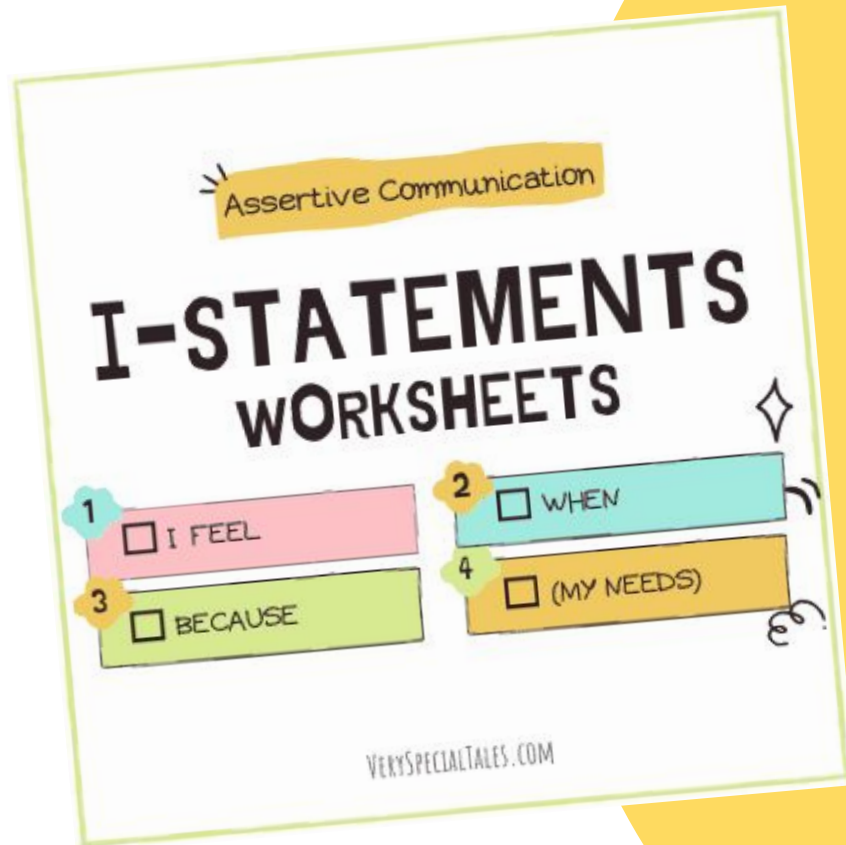 Assertive Communication
I-STATEMENTS
WORKSHEETS
1 I FEEL
2 WHEN
3 BECAUSE
4 (MY NEEDS)
VERYSPECIALTALES.COM